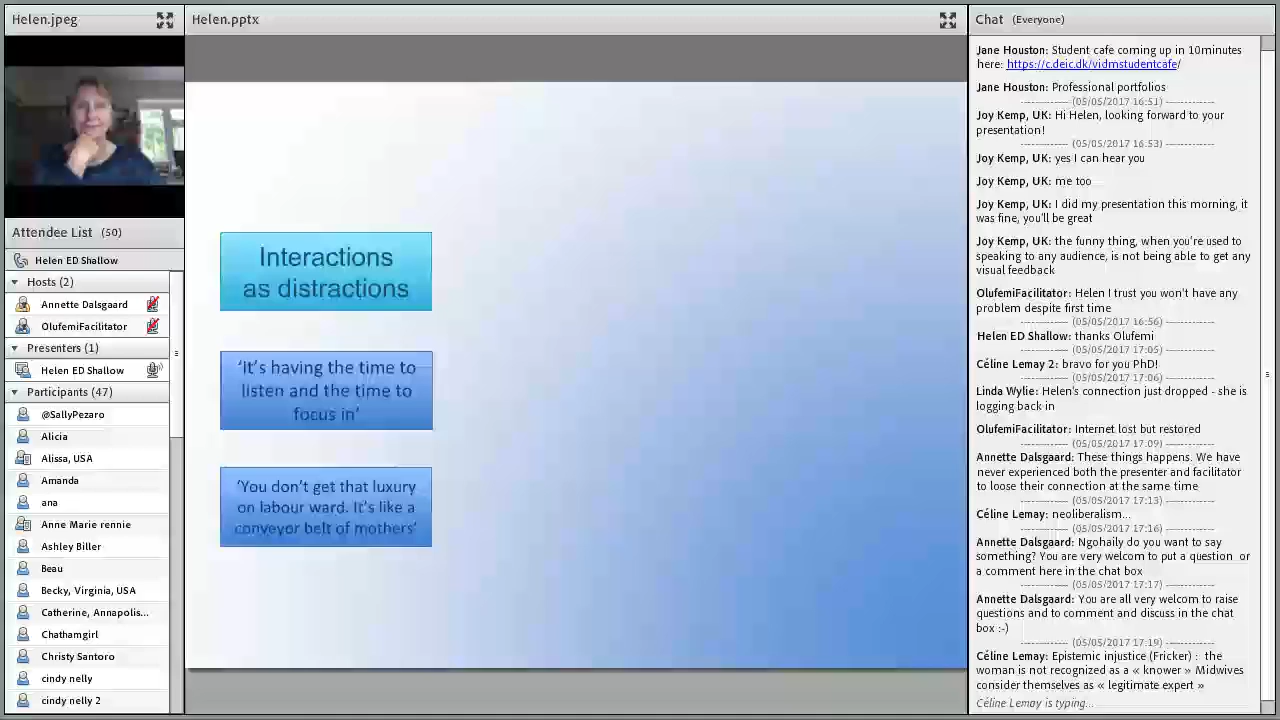 Helen.jpeg
Attendee List (50)
Helen ED Shallow
Hosts (2)
Annette Dalsgaard
OlufemiFacilitator
Presenters (1)
Helen ED Shallow
Participants (47)
@SallyPezaro
Alicia
Alissa, USA
Amanda
ana
Anne Marie rennie
Ashley Biller
Beau
Becky, Virginia, USA
Catherine, Annapolis...
Chathamgirl
Christy Santoro
cindy nelly
cindy nelly 2
Helen.pptx
Interactions
as distractions
‘It’s having the time to
listen and the time to
focus in’
‘You don’t get that luxury
on labour ward. It’s like a
conveyor belt of mothers’
Chat (Everyone)
Jane Houston: Student cafe coming up in 10minutes
here: https://c.deic.dk/vidmstudentcafe/
Jane Houston: Professional portfolios
------------ (05/05/2017 16:51) ------------
Joy Kemp, UK: Hi Helen, looking forward to your
presentation!
------------ (05/05/2017 16:53) ------------
Joy Kemp, UK: yes I can hear you
Joy Kemp, UK: me too
Joy Kemp, UK: I did my presentation this morning, it
was fine, you'll be great
Joy Kemp, UK: the funny thing, when you're used to
speaking to any audience, is not being able to get any
visual feedback
OlufemiFacilitator: Helen I trust you won't have any
problem despite first time
------------ (05/05/2017 16:56) ------------
Helen ED Shallow: thanks Olufemi
------------ (05/05/2017 17:05) ------------
Céline Lemay 2: bravo for you PhD!
------------ (05/05/2017 17:06) ------------
Linda Wylie: Helen's connection just dropped - she is
logging back in
OlufemiFacilitator: Internet lost but restored
------------ (05/05/2017 17:09) ------------
Annette Dalsgaard: These things happens. We have
never experienced both the presenter and facilitator
to loose their connection at the same time
------------ (05/05/2017 17:13) ------------
Céline Lemay: neoliberalism...
------------ (05/05/2017 17:16) ------------
Annette Dalsgaard: Ngohaily do you want to say
something? You are very welcom to put a question or
a comment here in the chat box
------------ (05/05/2017 17:17) ------------
Annette Dalsgaard: You are all very welcom to raise
questions and to comment and discuss in the chat
box :-)
------------ (05/05/2017 17:19) ------------
Céline Lemay: Epistemic injustice (Fricker) : the
woman is not recognized as a « knower » Midwives
consider themselves as « legitimate expert »
Céline Lemay is typing...